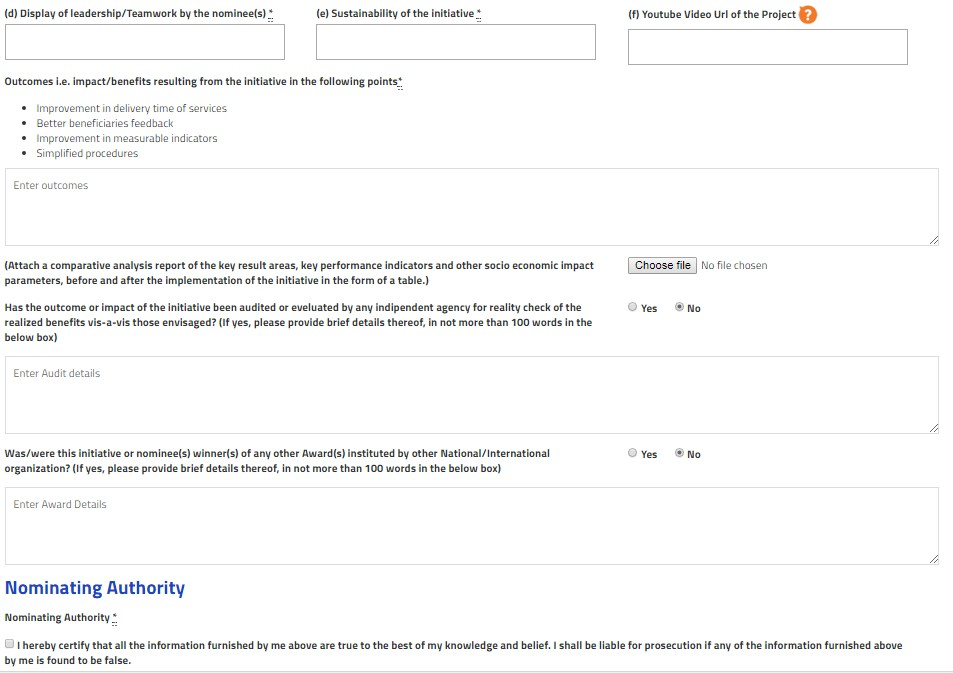 (d) Display of leadership/Teamwork by the nominee(s) *
(e) Sustainability of the initiative *
(f) Youtube Video Url of the Project ?
Outcomes i.e. impact/benefits resulting from the initiative in the following points*
• Improvement in delivery time of services
• Better beneficiaries feedback
• Improvement in measurable indicators
• Simplified procedures
Enter outcomes
(Attach a comparative analysis report of the key result areas, key performance indicators and other socio economic impact
parameters, before and after the implementation of the initiative in the form of a table.)
Choose file No file chosen
Has the outcome or impact of the initiative been audited or eveluated by any indipendent agency for reality check of the
realized benefits vis-a-vis those envisaged? (If yes, please provide brief details thereof, in not more than 100 words in the
below box)
Yes No
Enter Audit details
Was/were this initiative or nominee(s) winner(s) of any other Award(s) instituted by other National/International
organization? (If yes, please provide brief details thereof, in not more than 100 words in the below box)
Yes No
Enter Award Details
Nominating Authority
Nominating Authority *
I hereby certify that all the information furnished by me above are true to the best of my knowledge and belief. I shall be liable for prosecution if any of the information furnished above
by me is found to be false.